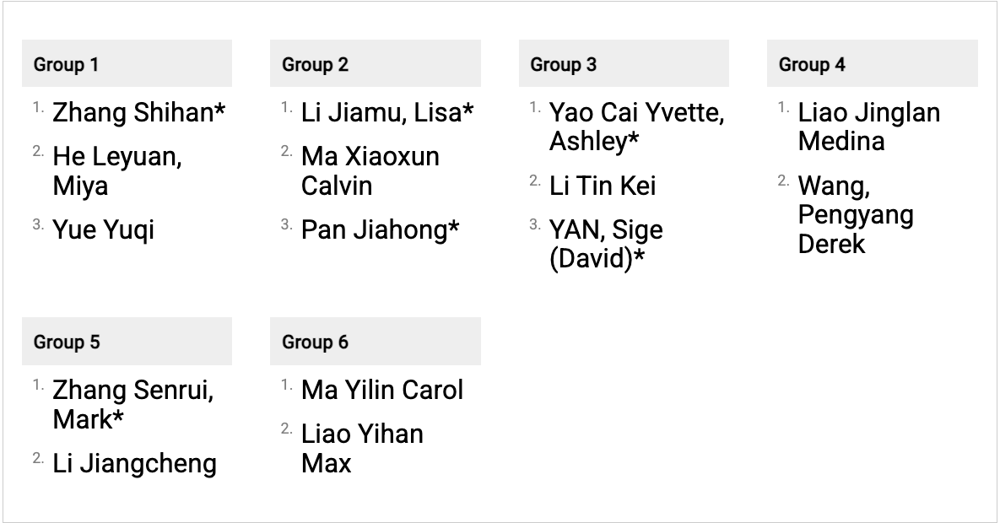 Group 1
1. Zhang Shihan*
2. He Leyuan,
Miya
3. Yue Yuqi
Group 2
1. Li Jiamu, Lisa*
2. Ma Xiaoxun
Calvin
3. Pan Jiahong*
Group 3
1. Yao Cai Yvette,
Ashley*
2. Li Tin Kei
3. YAN, Sige
(David)*
Group 4
1. Liao Jinglan
Medina
2. Wang,
Pengyang
Derek
Group 5
1. Zhang Senrui,
Mark*
2. Li Jiangcheng
Group 6
1. Ma Yilin Carol
2. Liao Yihan
Max